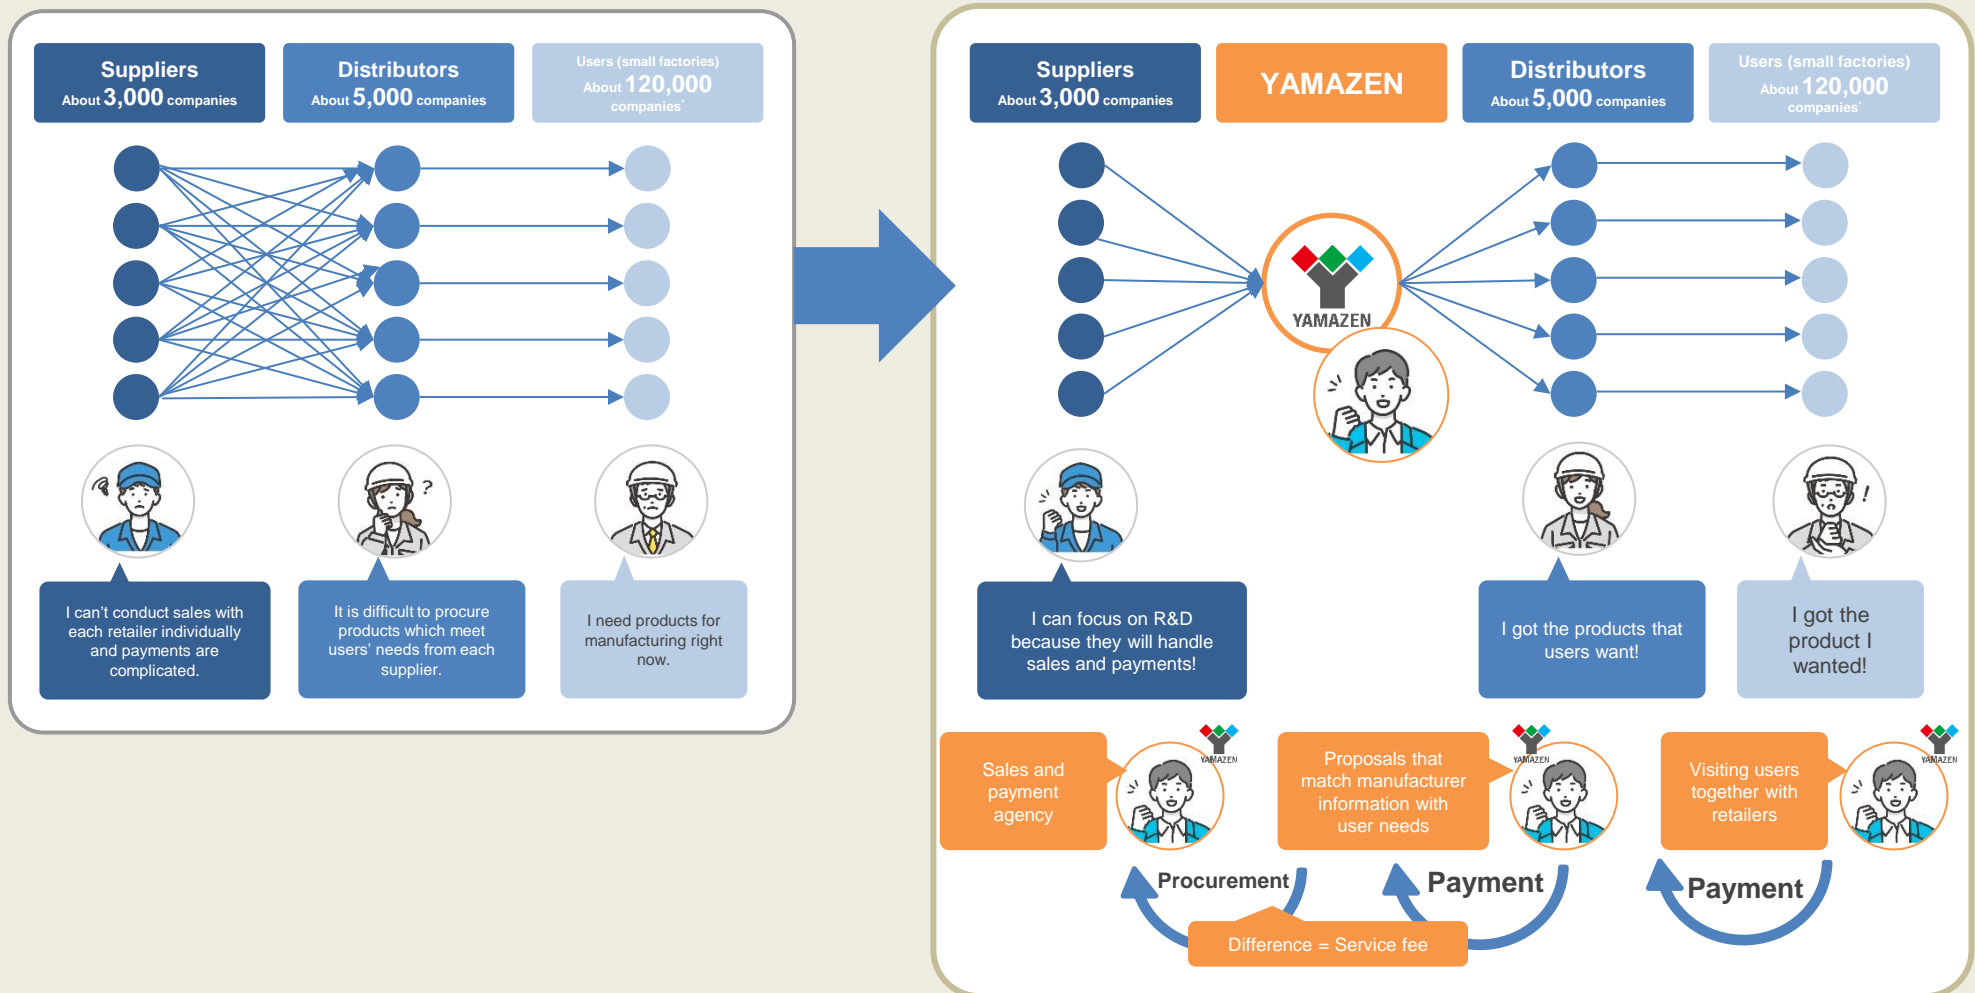 Suppliers
About 3,000 companies
Distributors
About 5,000 companies
Users (small factories)
About 120,000
companies*
I can't conduct sales with
each retailer individually
and payments are
complicated.
?
It is difficult to procure
products which meet
users' needs from each
supplier.
I need products for
manufacturing right
now.
Suppliers
About 3,000 companies
YAMAZEN
Distributors
About 5,000 companies
Users (small factories)
About 120,000
companies*
YAMAZEN
I can focus on R&D
because they will handle
sales and payments!
I got the products that
users want!
!
I got the
product I
wanted!
Sales and
payment
agency
YAMAZEN
Proposals that
match manufacturer
information with
user needs
YAMAZEN
Visiting users
together with
retailers
YAMAZEN
Procurement
Payment
Payment
Difference = Service fee